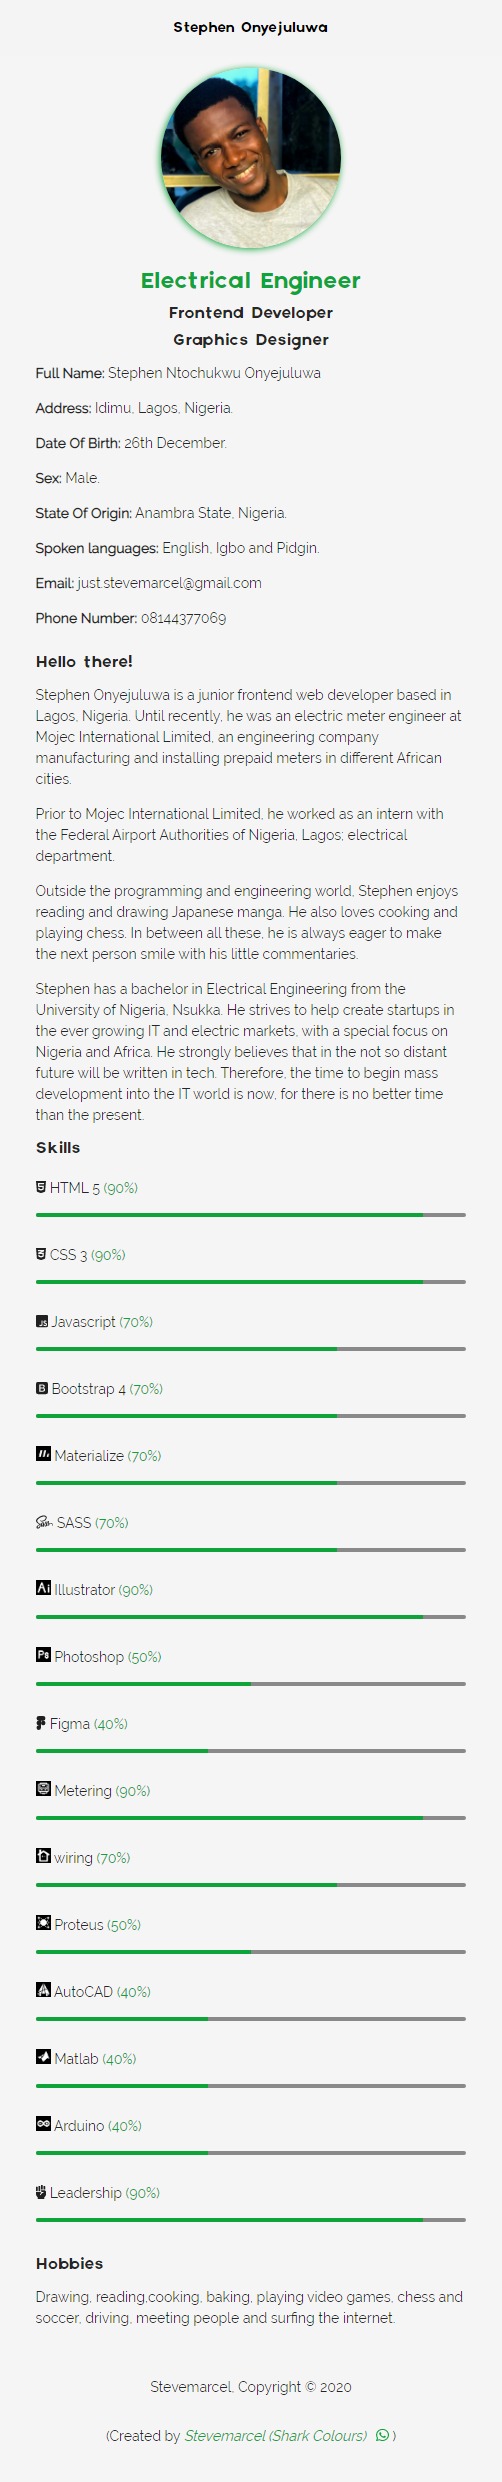 Stephen Onyejuluwa
Electrical Engineer
Frontend Developer
Graphics Designer
Full Name: Stephen Ntochukwu Onyejuluwa
Address: Idimu, Lagos, Nigeria.
Date Of Birth: 26th December.
Sex: Male.
State Of Origin: Anambra State, Nigeria.
Spoken languages: English, Igbo and Pidgin.
Email: just.stevemarcel@gmail.com
Phone Number: 08144377069
Hello there!
Stephen Onyejuluwa is a junior frontend web developer based in
Lagos, Nigeria. Until recently, he was an electric meter engineer at
Mojec International Limited, an engineering company
manufacturing and installing prepaid meters in different African
cities.
Prior to Mojec International Limited, he worked as an intern with
the Federal Airport Authorities of Nigeria, Lagos; electrical
department.
Outside the programming and engineering world, Stephen enjoys
reading and drawing Japanese manga. He also loves cooking and
playing chess. In between all these, he is always eager to make
the next person smile with his little commentaries.
Stephen has a bachelor in Electrical Engineering from the
University of Nigeria, Nsukka. He strives to help create startups in
the ever growing IT and electric markets, with a special focus on
Nigeria and Africa. He strongly believes that in the not so distant
future will be written in tech. Therefore, the time to begin mass
development into the IT world is now, for there is no better time
than the present.
Skills
HTML 5 (90%)
CSS 3 (90%)
JS Javascript (70%)
B Bootstrap 4 (70%)
Materialize (70%)
Sass SASS (70%)
Ai Illustrator (90%)
Ps Photoshop (50%)
Figma (40%)
Metering (90%)
wiring (70%)
Proteus (50%)
AutoCAD (40%)
Matlab (40%)
Arduino (40%)
Leadership (90%)
Hobbies
Drawing, reading,cooking, baking, playing video games, chess and
soccer, driving, meeting people and surfing the internet.
Stevemarcel, Copyright © 2020
(Created by Stevemarcel (Shark Colours) )